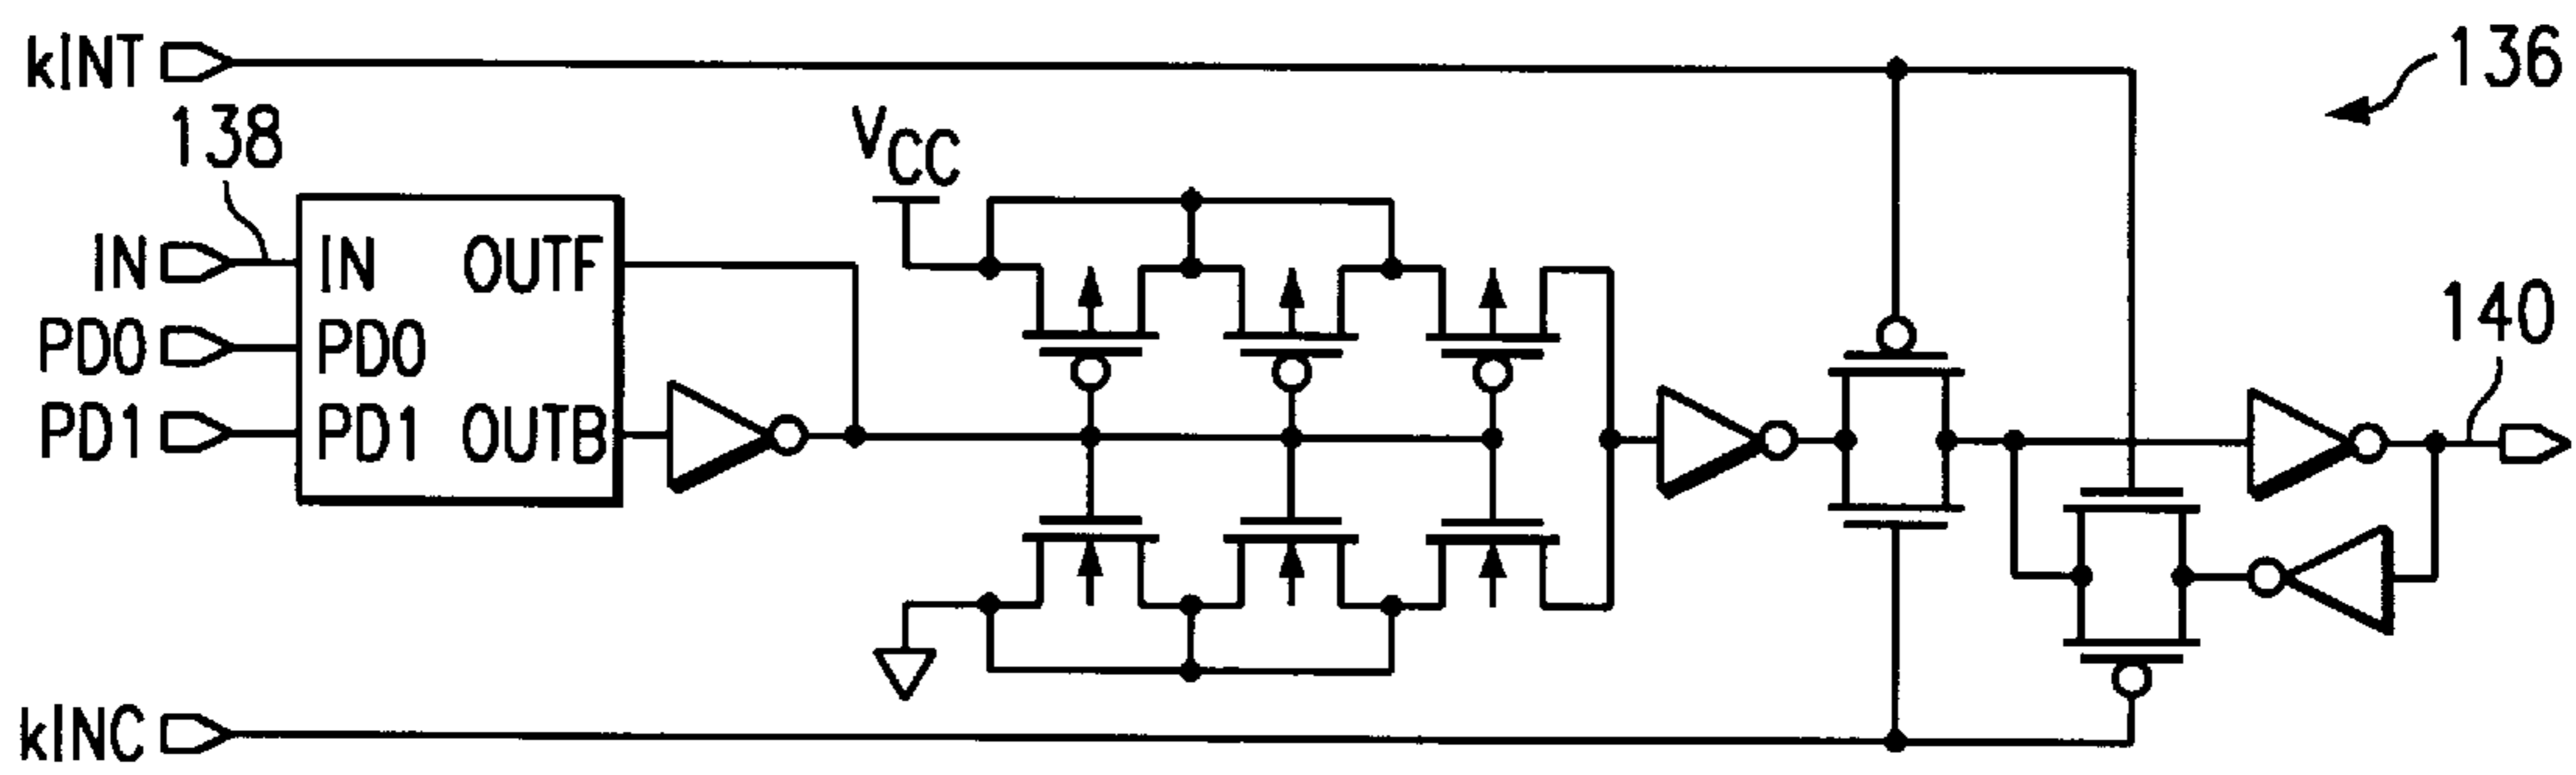 kINT
136
138
VCC
IN
IN OUTF
PD0
PD0
140
PD1
PD1 OUTB
kINC